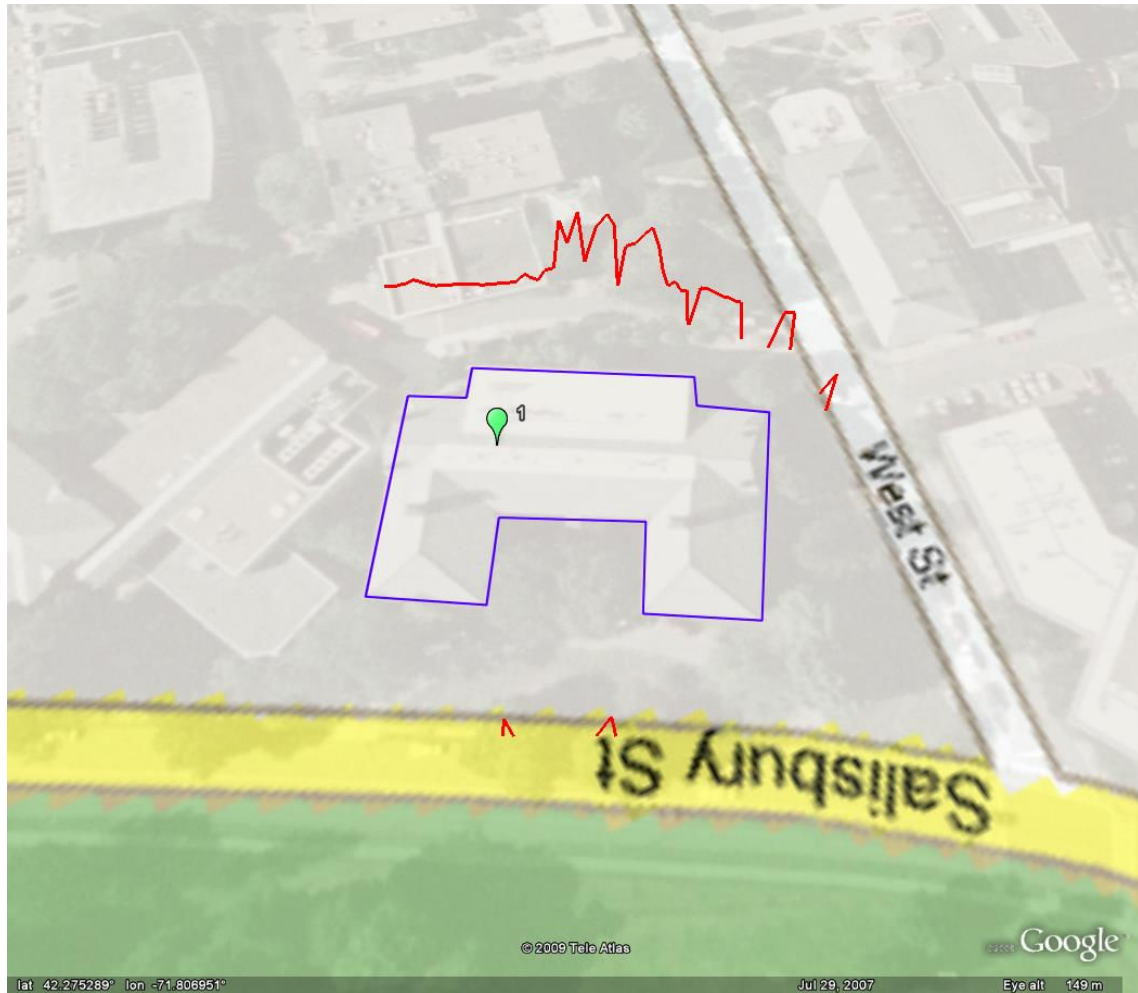 1
West St
Salisbury St
© 2009 Tele Atlas
Google
lat 42.275289° lon -71.806951° Jul 29, 2007 Eye alt 149 m